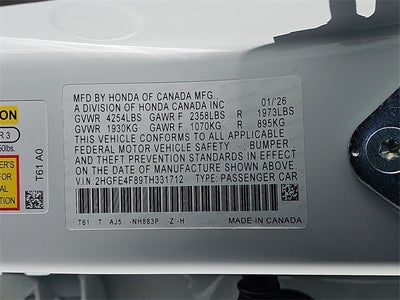 MFD.BY HONDA OF CANADA MFG.
A DIVISION OF HONDA CANADA INC. 01/'26
GVWR 4254LBS GAWR F 2358LBS R 1973LBS
GVWR 1930KG GAWR F 1070KG R 895KG
THIS VEHICLE CONFORMS TO ALL APPLICABLE
FEDERAL MOTOR VEHICLE SAFETY BUMPER
AND THEFT PREVENTION STANDARDS IN EFFECT
ON THE DATE OF MANUFACTURE SHOWN ABOVE.
VIN:2HGFE4F89TH331712 TYPE: PASSENGER CAR
T61 T AJ5 -NH883P -Z -H MADE IN CANADA
T61 A0
ION
R 3
60lbs.